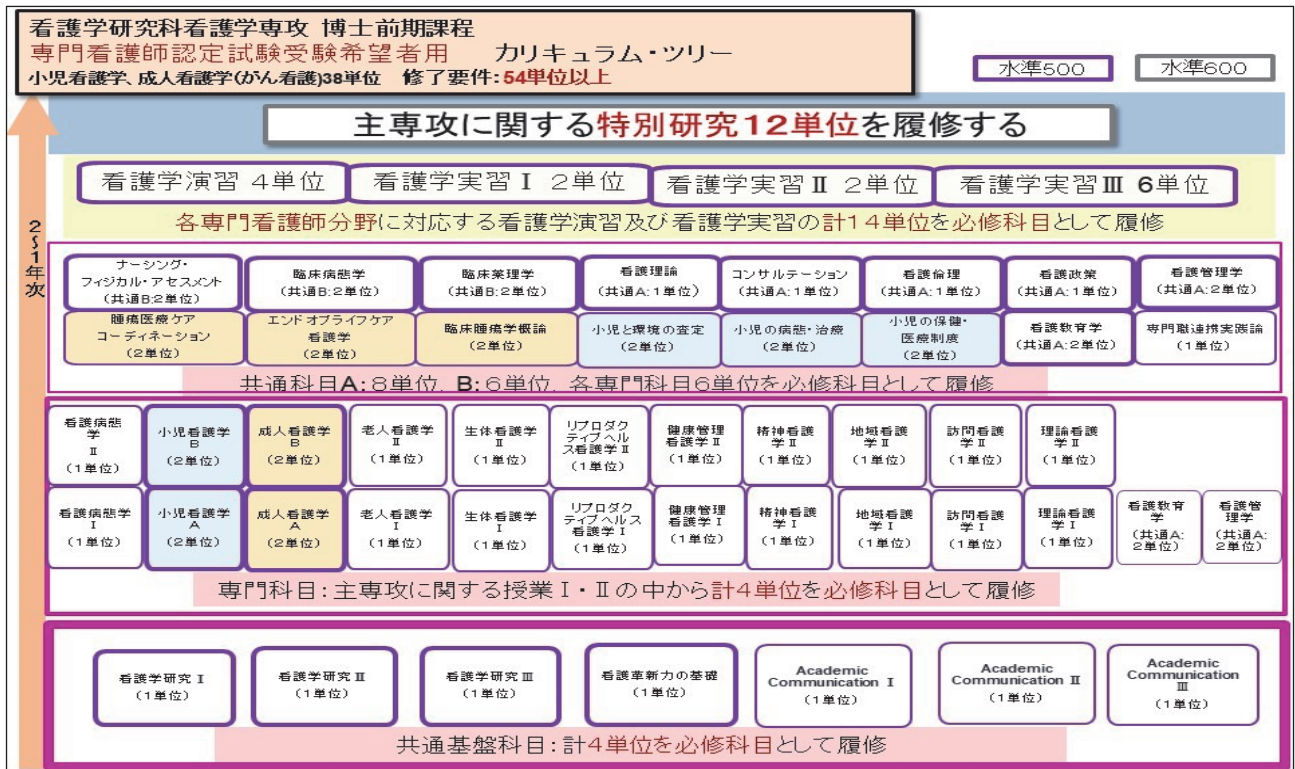 看護学研究科看護学専攻 博士前期課程
専門看護師認定試験受験希望者用 カリキュラム・ツリー
小児看護学、成人看護学(がん看護)38単位 修了要件:54単位以上
水準500
水準600
主専攻に関する特別研究12単位を履修する
看護学演習 4単位
看護学実習Ⅰ 2単位
看護学実習Ⅱ 2単位
看護学実習Ⅲ 6単位
各専門看護師分野に対応する看護学演習及び看護学実習の計14単位を必修科目として履修
2~1年次
ナーシング・
フィジカル・アセスメント
(共通B:2単位)
臨床病態学
(共通B:2単位)
臨床薬理学
(共通B:2単位)
看護理論
(共通A:1単位)
コンサルテーション
(共通A:1単位)
看護倫理
(共通A:1単位)
看護政策
(共通A:1単位)
看護管理学
(共通A:2単位)
腫瘍医療ケア
コーディネーション
(2単位)
エンドオブライフケア
看護学
(2単位)
臨床腫瘍学概論
(2単位)
小児と環境の査定
(2単位)
小児の病態・治療
(2単位)
小児の保健・
医療制度
(2単位)
看護教育学
(共通A:2単位)
専門職連携実践論
(1単位)
共通科目A:8単位、B:6単位、各専門科目6単位を必修科目として履修
看護病態
学
Ⅱ
(1単位)
小児看護学
B
(2単位)
成人看護学
B
(2単位)
老人看護学
Ⅱ
(1単位)
生体看護学
Ⅱ
(1単位)
リプロダク
ティブヘル
ス看護学Ⅱ
(1単位)
健康管理
看護学Ⅱ
(1単位)
精神看護
学Ⅱ
(1単位)
地域看護
学Ⅱ
(1単位)
訪問看護
学Ⅱ
(1単位)
理論看護
学Ⅱ
(1単位)
看護病態学
Ⅰ
(1単位)
小児看護学
A
(2単位)
成人看護学
A
(2単位)
老人看護学
Ⅰ
(1単位)
生体看護学
Ⅰ
(1単位)
リプロダク
ティブヘルス
看護学Ⅰ
(1単位)
健康管理
看護学Ⅰ
(1単位)
精神看護
学Ⅰ
(1単位)
地域看護
学Ⅰ
(1単位)
訪問看護
学Ⅰ
(1単位)
理論看護
学Ⅰ
(1単位)
看護教育
学
(共通A:
2単位)
看護管
理学
(共通A:
2単位)
専門科目:主専攻に関する授業Ⅰ・Ⅱの中から計4単位を必修科目として履修
看護学研究Ⅰ
(1単位)
看護学研究Ⅱ
(1単位)
看護学研究Ⅲ
(1単位)
看護革新力の基礎
(1単位)
Academic
Communication Ⅰ
(1単位)
Academic
Communication Ⅱ
(1単位)
Academic
Communication
Ⅲ
(1単位)
共通基盤科目:計4単位を必修科目として履修